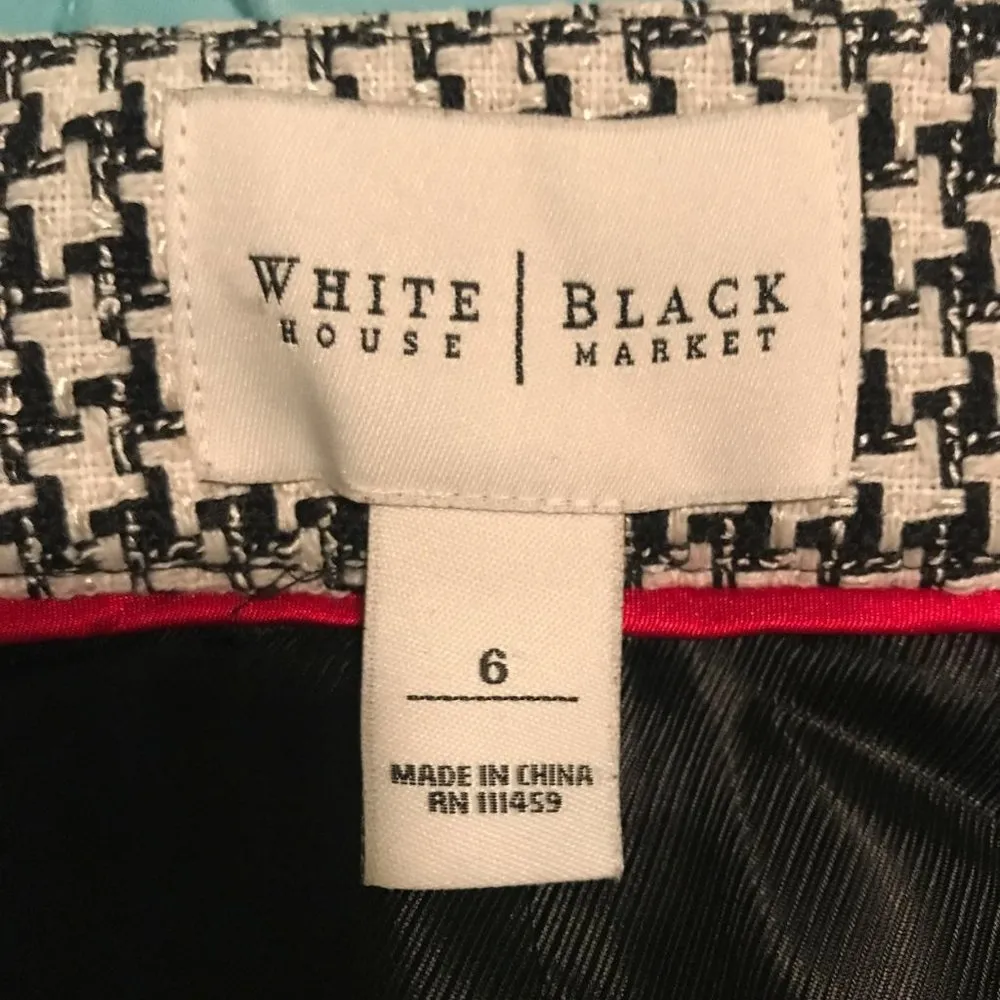 WHITE | BLACK
HOUSE MARKET
6
MADE IN CHINA
RN 111459